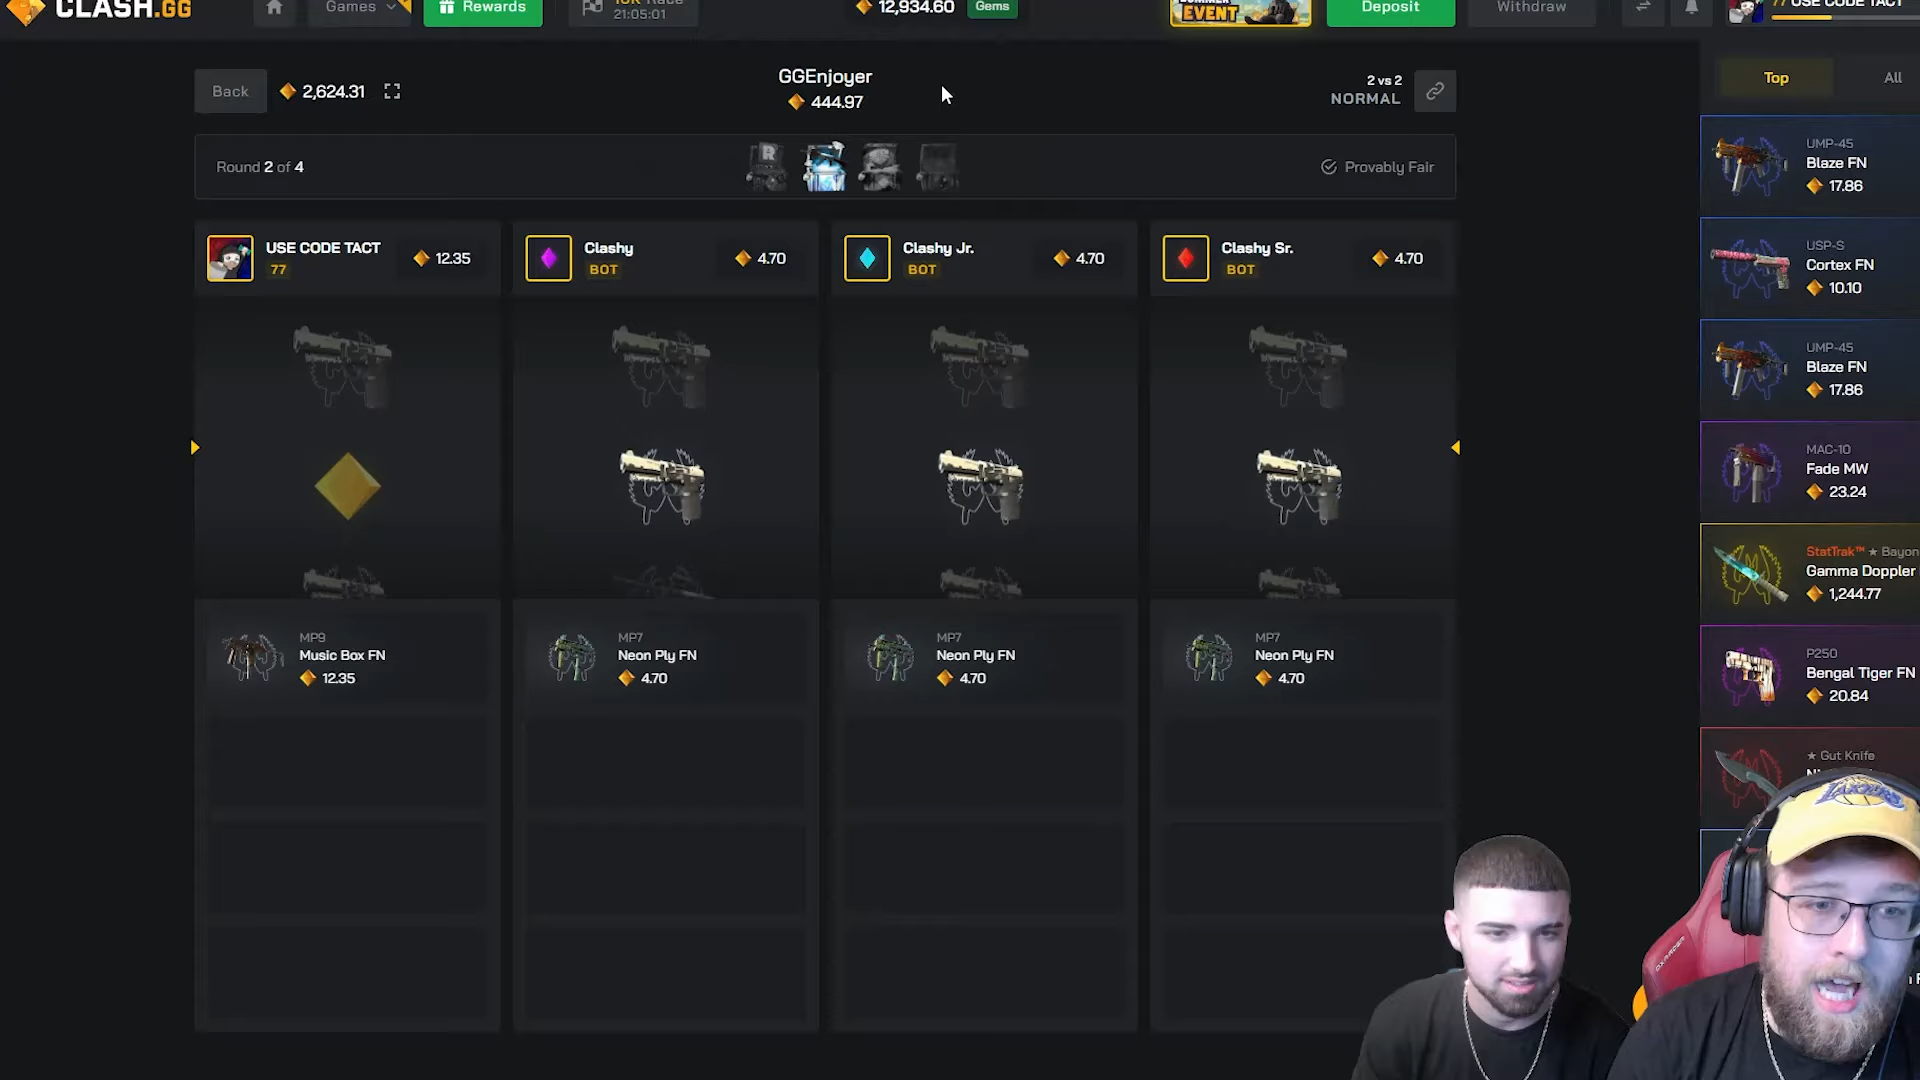 CLASH.GG
Games
Rewards
21:05:01
12,934.60
Gems
EVENT
Deposit
Withdraw
77 USE CODE TACT
Back
2,624.31
GGEnjoyer
444.97
2 vs 2
NORMAL
Top
All
Round 2 of 4
R
Provably Fair
USE CODE TACT
77
12.35
Clashy
BOT
4.70
Clashy Jr.
BOT
4.70
Clashy Sr.
BOT
4.70
MP9
Music Box FN
12.35
MP7
Neon Ply FN
4.70
MP7
Neon Ply FN
4.70
MP7
Neon Ply FN
4.70
UMP-45
Blaze FN
17.86
USP-S
Cortex FN
10.10
UMP-45
Blaze FN
17.86
MAC-10
Fade MW
23.24
StatTrak™ ★ Bayon
Gamma Doppler
1,244.77
P250
Bengal Tiger FN
20.84
★ Gut Knife
LAKERS